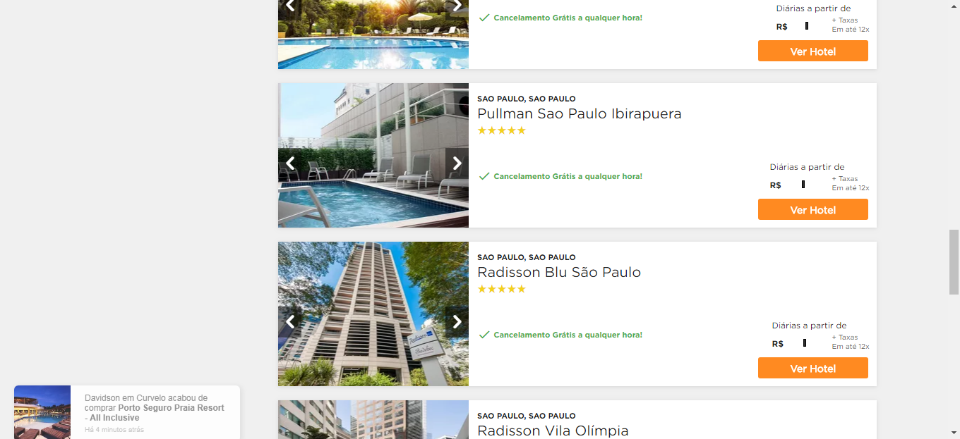 Diárias a partir de
Cancelamento Grátis a qualquer hora!
+ Taxas
R$
Em até 12x
Ver Hotel
SAO PAULO, SAO PAULO
Pullman Sao Paulo Ibirapuera
Diárias a partir de
Cancelamento Grátis a qualquer hora!
+ Taxas
R$
Em até 12x
Ver Hotel
SAO PAULO, SAO PAULO
Radisson Blu São Paulo
Diárias a partir de
Cancelamento Grátis a qualquer hora!
+ Taxas
R$
Em até 12x
Ver Hotel
Davidson em Curvelo acabou de
comprar Porto Seguro Praia Resort
- All Inclusive
Há 4 minutos atrás
SAO PAULO, SAO PAULO
Radisson Vila Olímpia